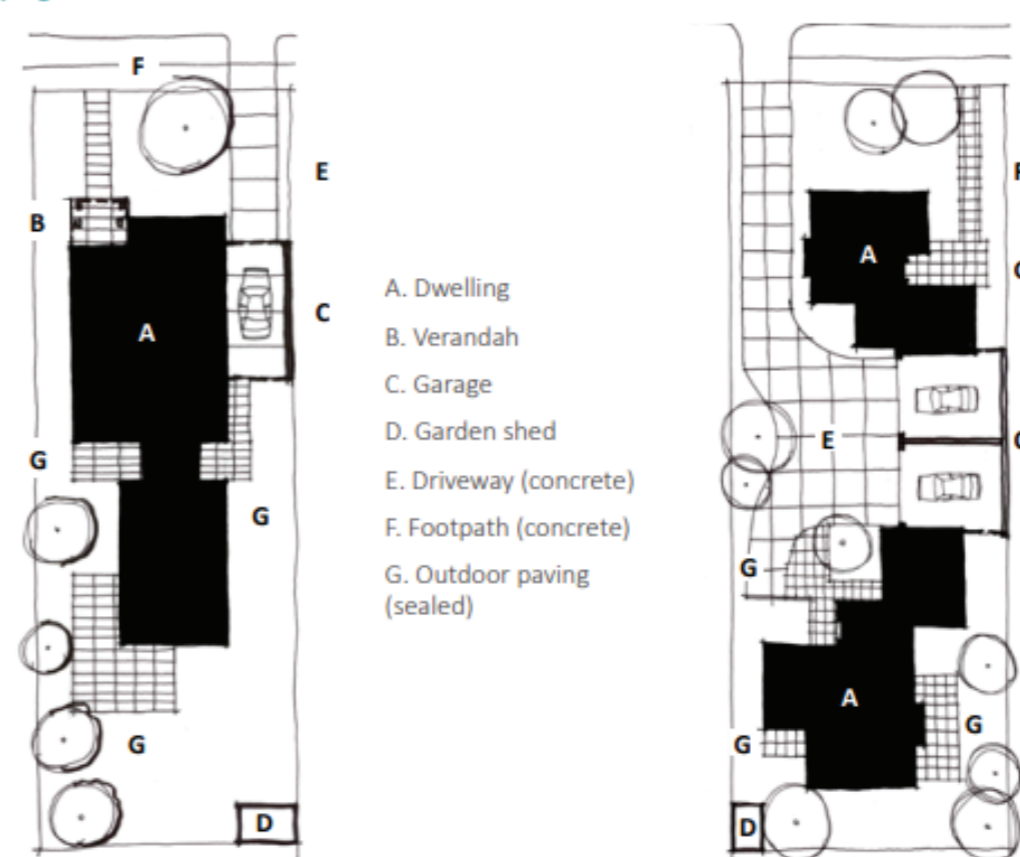 F
E
B
C
A
G
G
G
D
A. Dwelling
B. Verandah
C. Garage
D. Garden shed
E. Driveway (concrete)
F. Footpath (concrete)
G. Outdoor paving
(sealed)
A
E
G
A
G
G
D